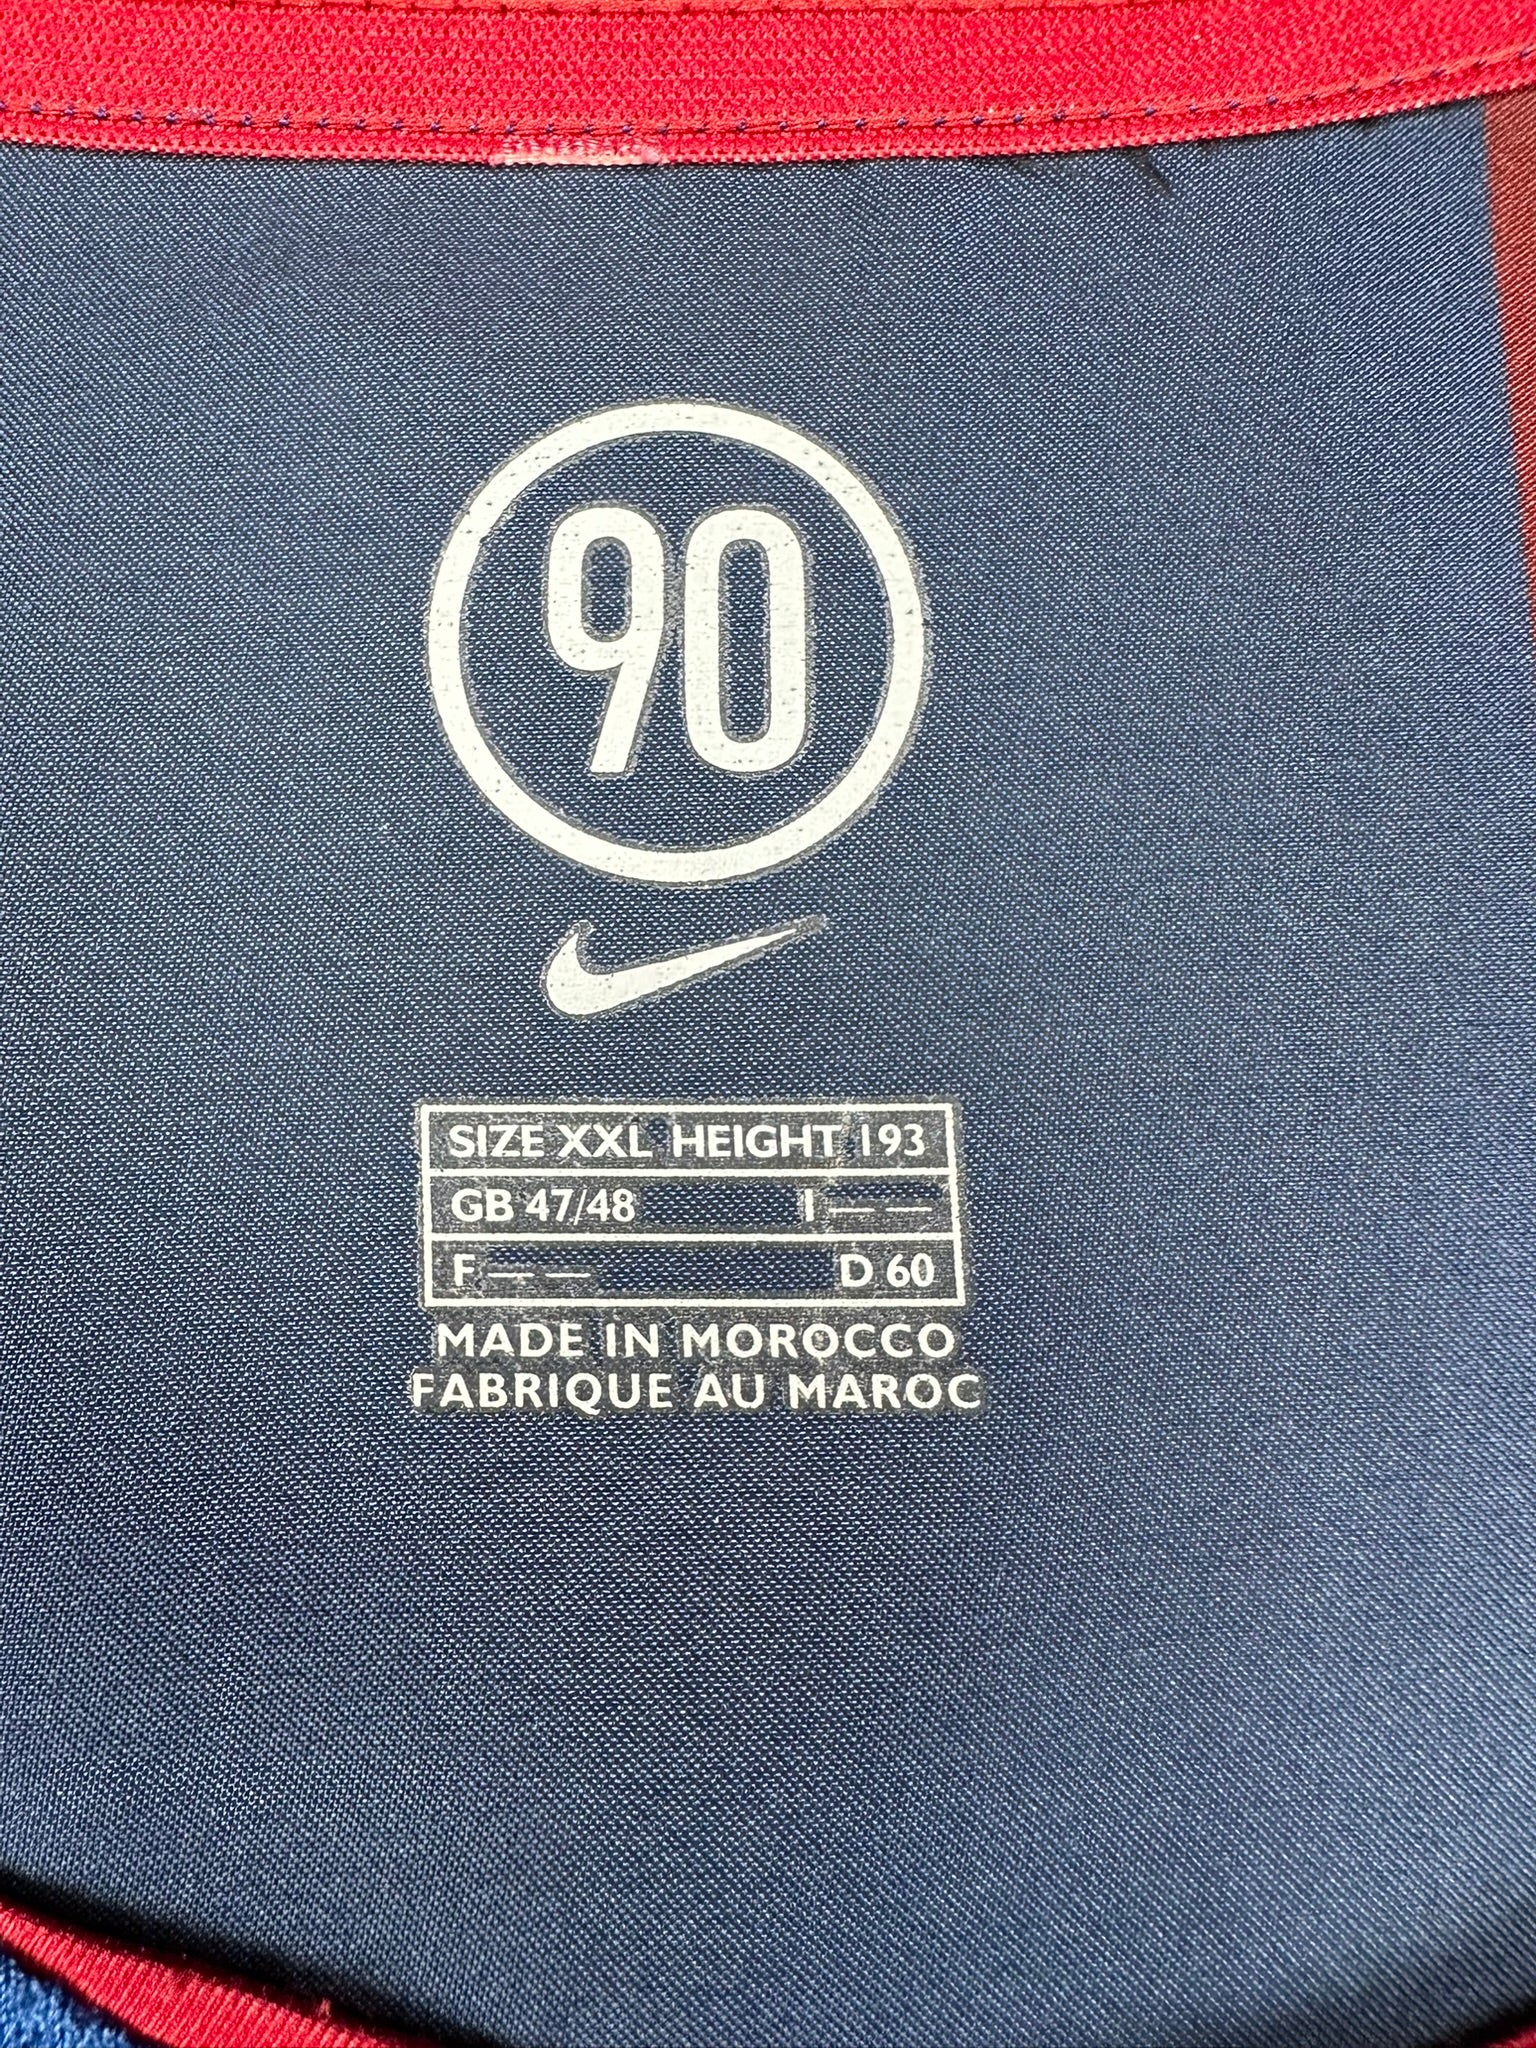 90
SIZE XXL HEIGHT 193
GB 47/48 I — —
F — — D 60
MADE IN MOROCCO
FABRIQUE AU MAROC